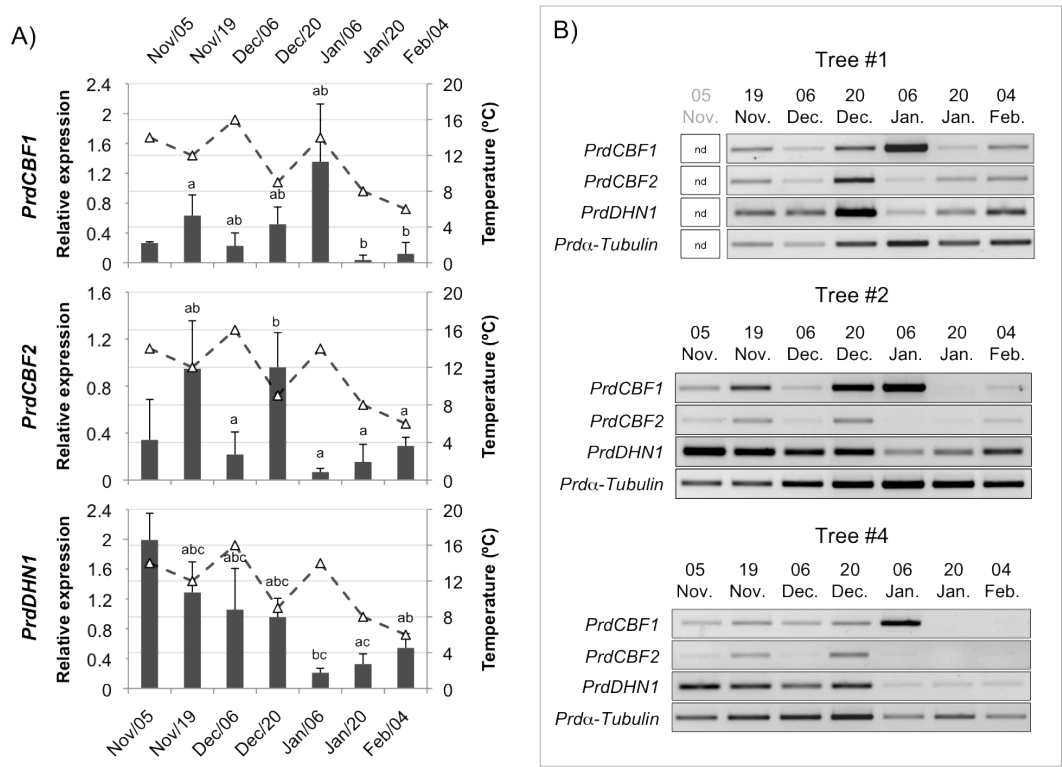 A)
Nov/05 Nov/19 Dec/06 Dec/20 Jan/06 Jan/20 Feb/04
PrdCBF1
Relative expression
2.4
2
1.6
1.2
0.8
0.4
0
a
ab
ab
ab
b
b
20
16
12
8
4
0
Temperature (ºC)
PrdCBF2
Relative expression
1.6
1.2
0.8
0.4
0
ab
a
b
a
a
a
20
16
12
8
4
0
Temperature (ºC)
PrdDHN1
Relative expression
2.4
2
1.6
1.2
0.8
0.4
0
abc
abc
abc
bc
ac
ab
20
16
12
8
4
0
Temperature (ºC)
Nov/05 Nov/19 Dec/06 Dec/20 Jan/06 Jan/20 Feb/04
B)
Tree #1
05 19 06 20 06 20 04
Nov. Nov. Dec. Dec. Jan. Jan. Feb.
PrdCBF1 nd
PrdCBF2 nd
PrdDHN1 nd
Prdα-Tubulin nd
Tree #2
05 19 06 20 06 20 04
Nov. Nov. Dec. Dec. Jan. Jan. Feb.
PrdCBF1
PrdCBF2
PrdDHN1
Prdα-Tubulin
Tree #4
05 19 06 20 06 20 04
Nov. Nov. Dec. Dec. Jan. Jan. Feb.
PrdCBF1
PrdCBF2
PrdDHN1
Prdα-Tubulin